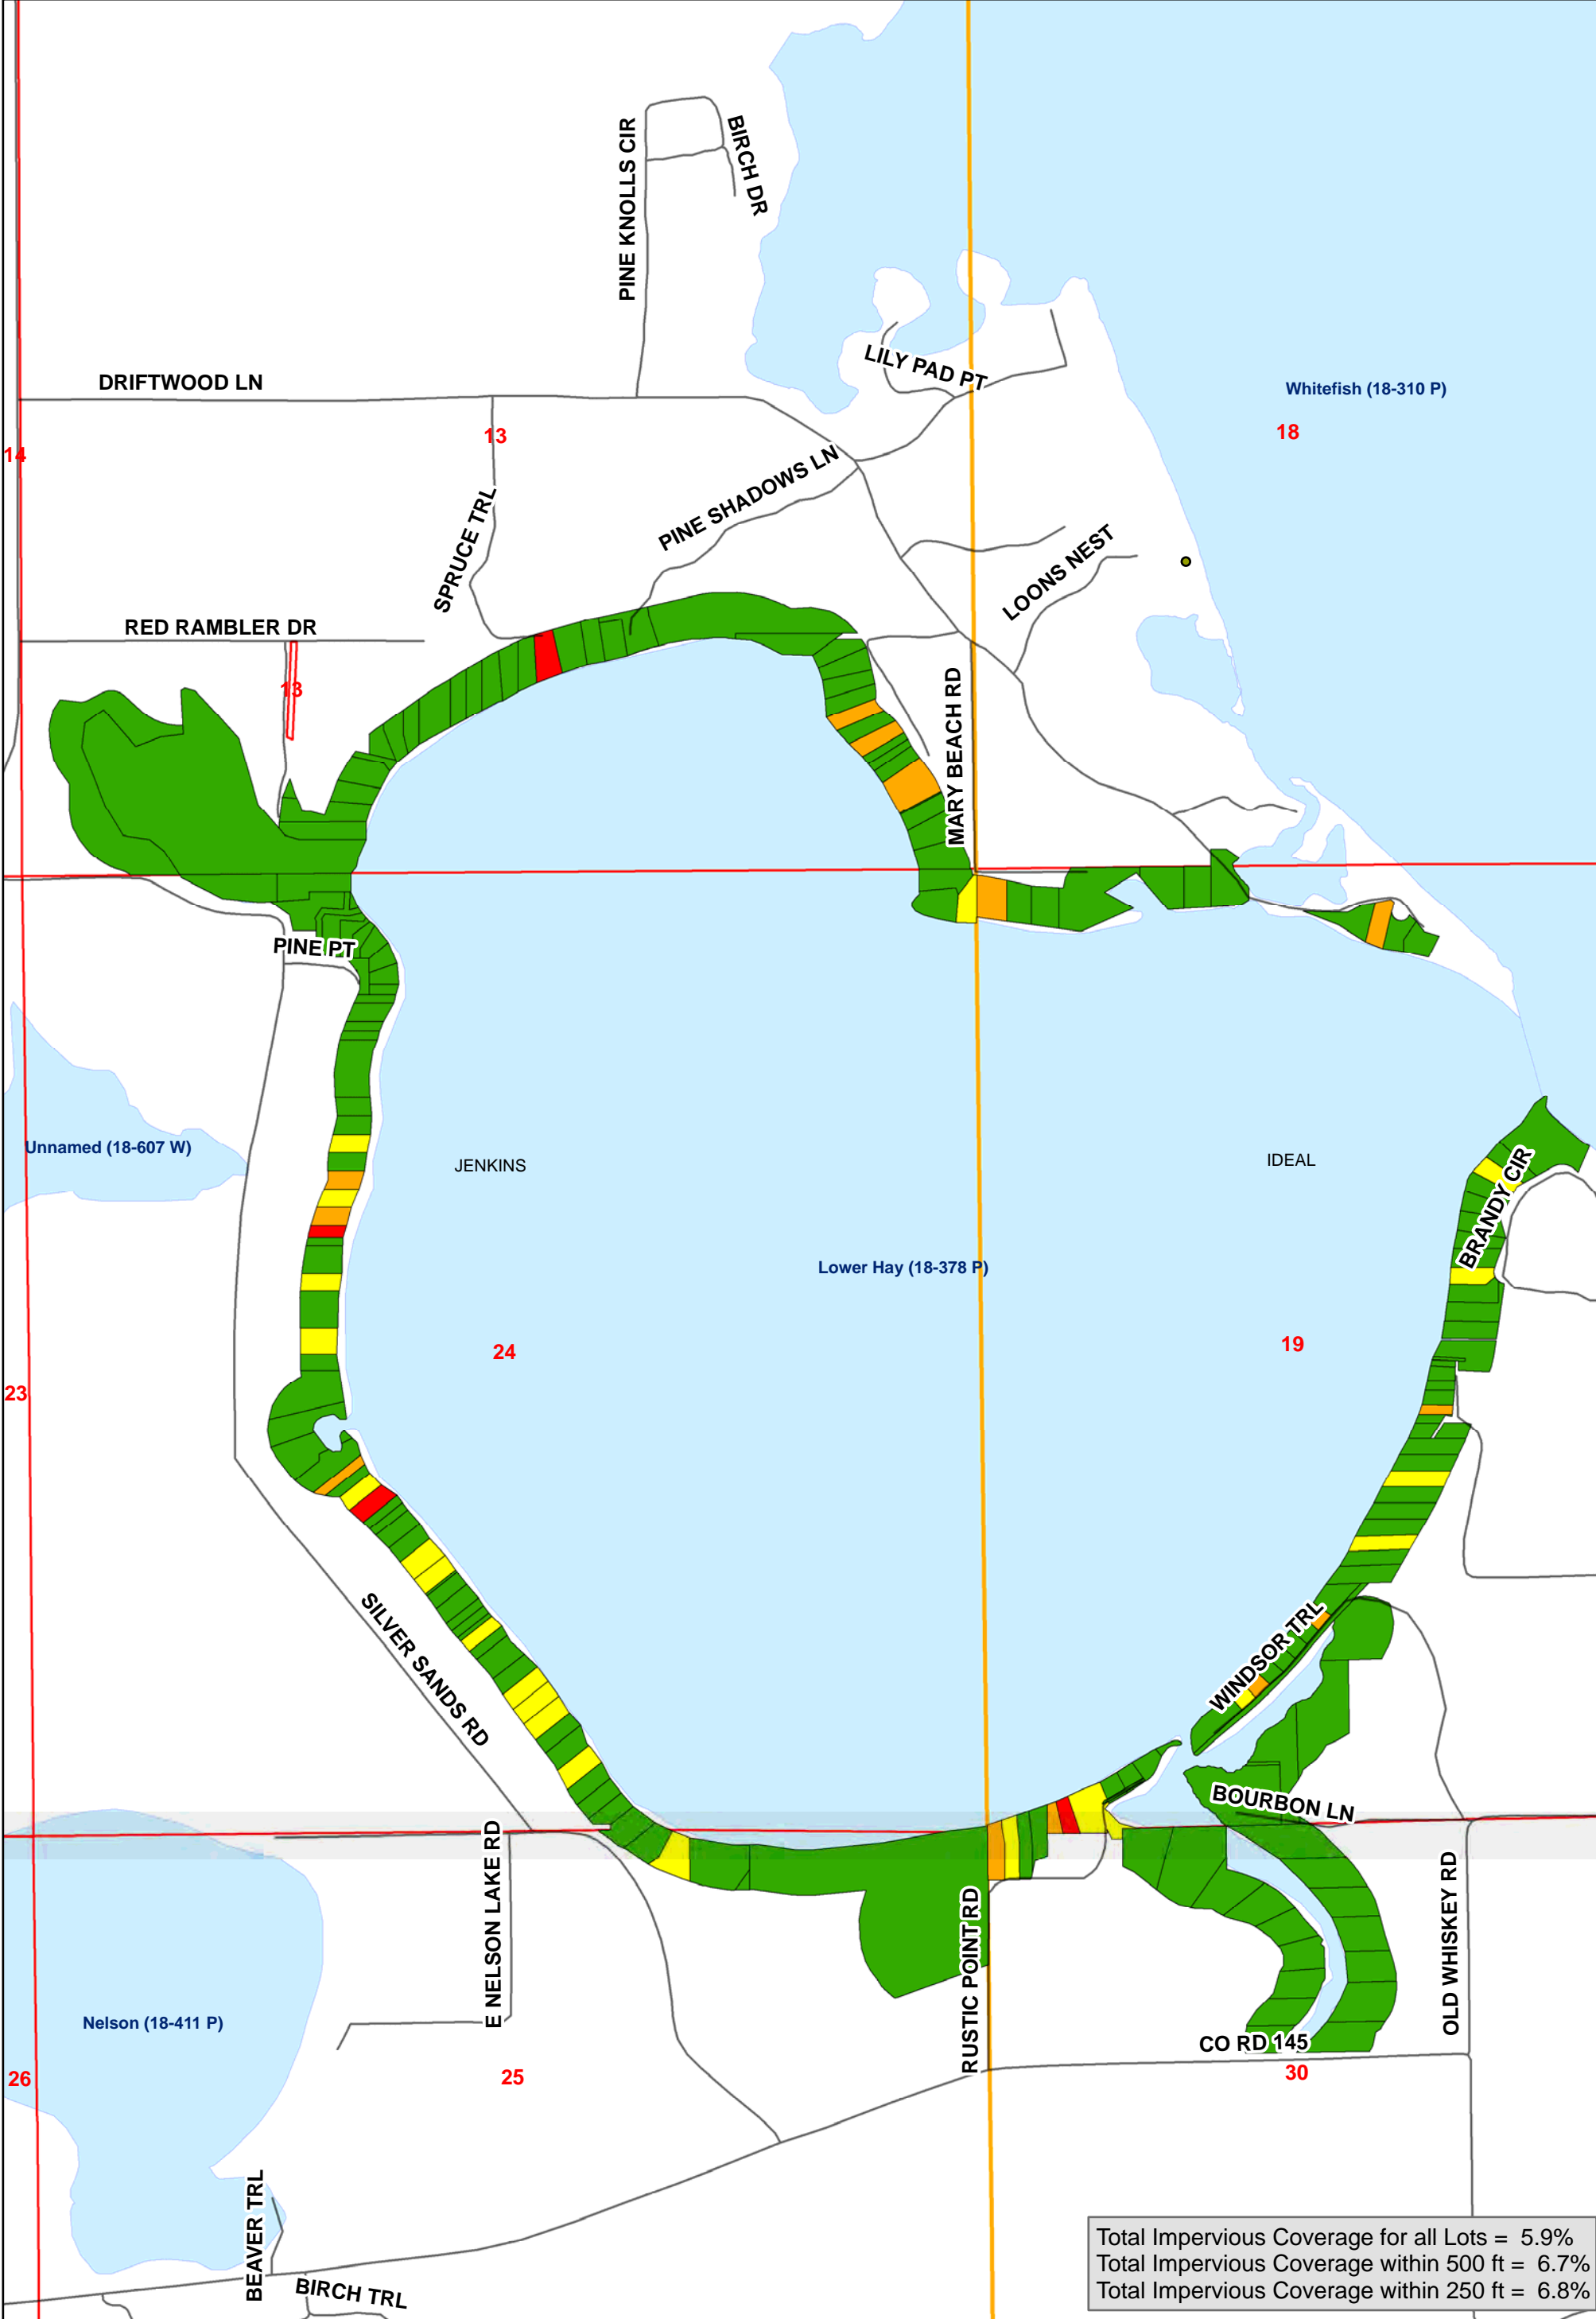 PINE KNOLLS CIR
BIRCH DR
LILY PAD PT
DRIFTWOOD LN
Whitefish (18-310 P)
18
13
14
PINE SHADOWS LN
SPRUCE TRL
LOONS NEST
RED RAMBLER DR
13
MARY BEACH RD
PINE PT
Unnamed (18-607 W)
JENKINS
IDEAL
BRANDY CIR
Lower Hay (18-378 P)
24
19
23
SILVER SANDS RD
WINDSOR TRL
BOURBON LN
E NELSON LAKE RD
RUSTIC POINT RD
OLD WHISKEY RD
Nelson (18-411 P)
CO RD 145
26
25
30
BEAVER TRL
BIRCH TRL
Total Impervious Coverage for all Lots = 5.9%
Total Impervious Coverage within 500 ft = 6.7%
Total Impervious Coverage within 250 ft = 6.8%